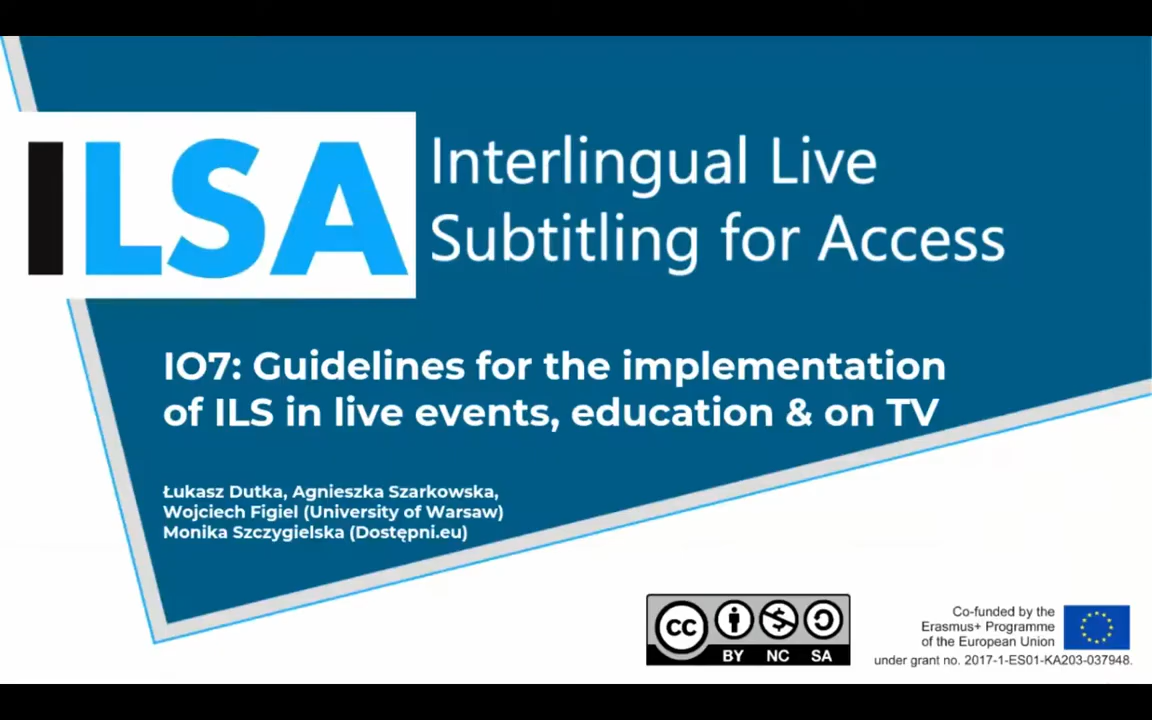 ILSA
Interlingual Live
Subtitling for Access
IO7: Guidelines for the implementation
of ILS in live events, education & on TV
Łukasz Dutka, Agnieszka Szarkowska,
Wojciech Figiel (University of Warsaw)
Monika Szczygielska (Dostępni.eu)
CC
BY NC SA
Co-funded by the
Erasmus+ Programme
of the European Union
under grant no. 2017-1-ES01-KA203-037948.